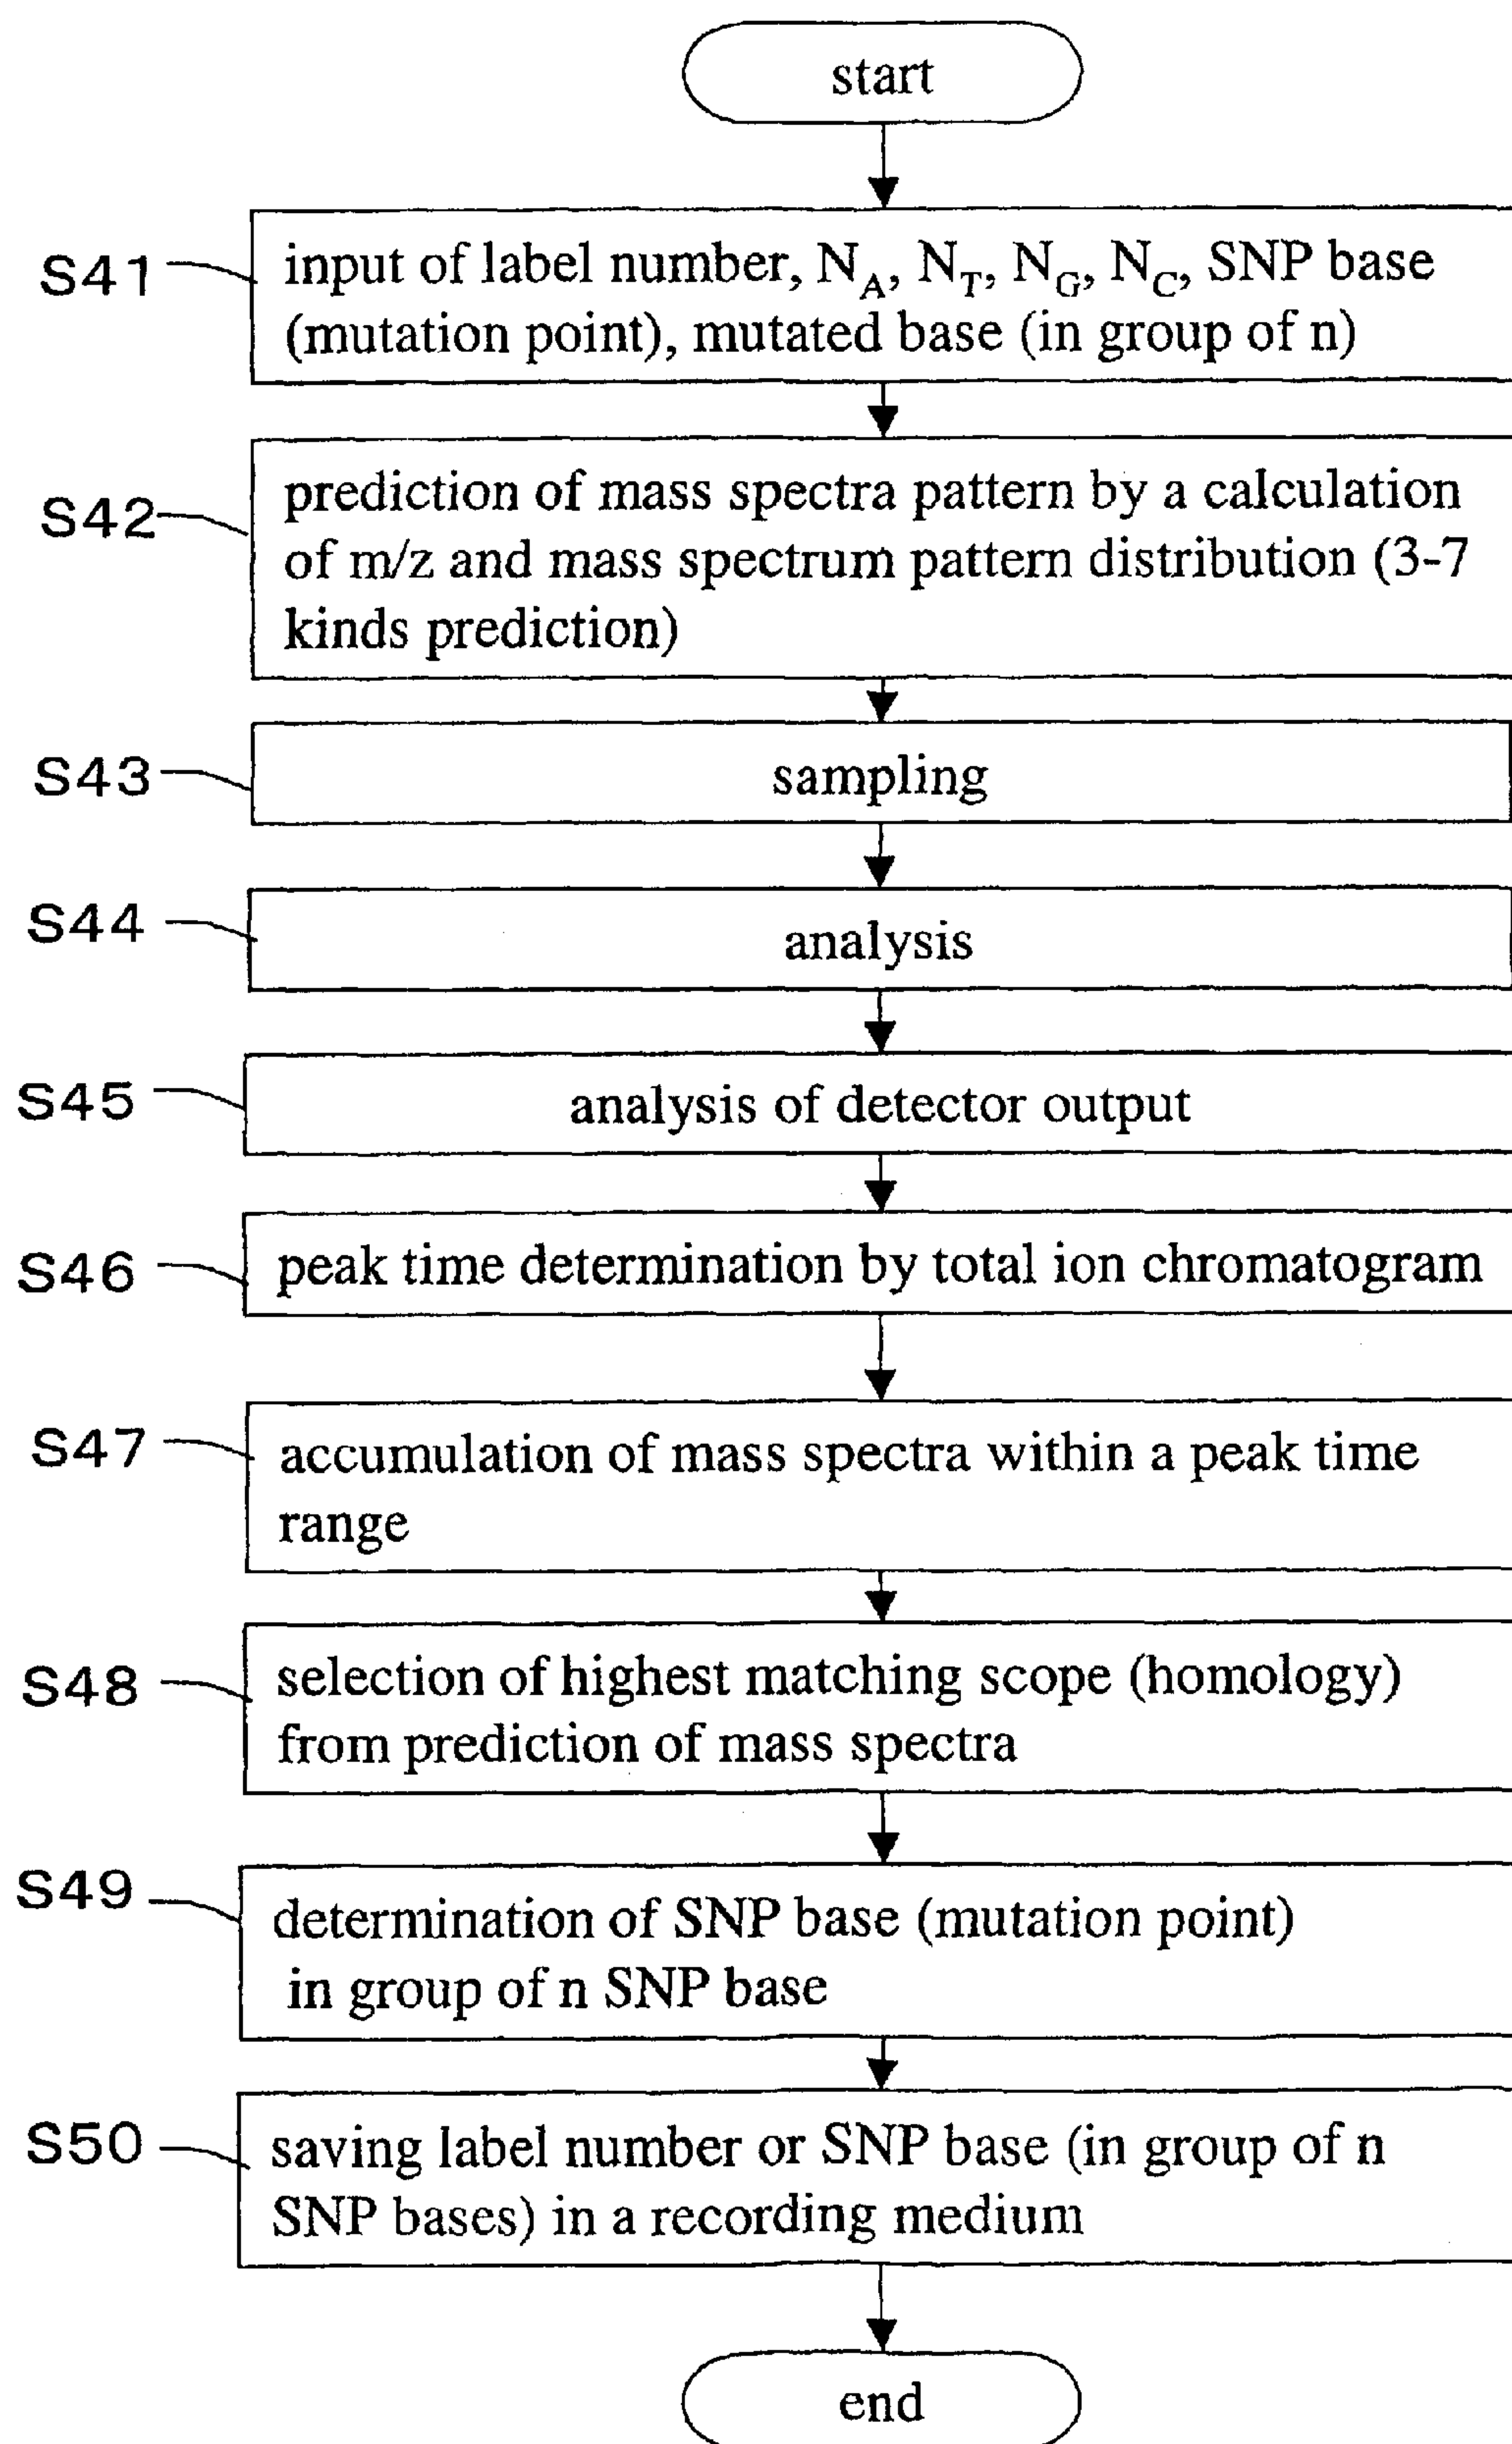 start
S41
input of label number, N_A, N_T, N_G, N_C, SNP base
(mutation point), mutated base (in group of n)
S42
prediction of mass spectra pattern by a calculation
of m/z and mass spectrum pattern distribution (3-7
kinds prediction)
S43
sampling
S44
analysis
S45
analysis of detector output
S46
peak time determination by total ion chromatogram
S47
accumulation of mass spectra within a peak time
range
S48
selection of highest matching scope (homology)
from prediction of mass spectra
S49
determination of SNP base (mutation point)
in group of n SNP base
S50
saving label number or SNP base (in group of n
SNP bases) in a recording medium
end